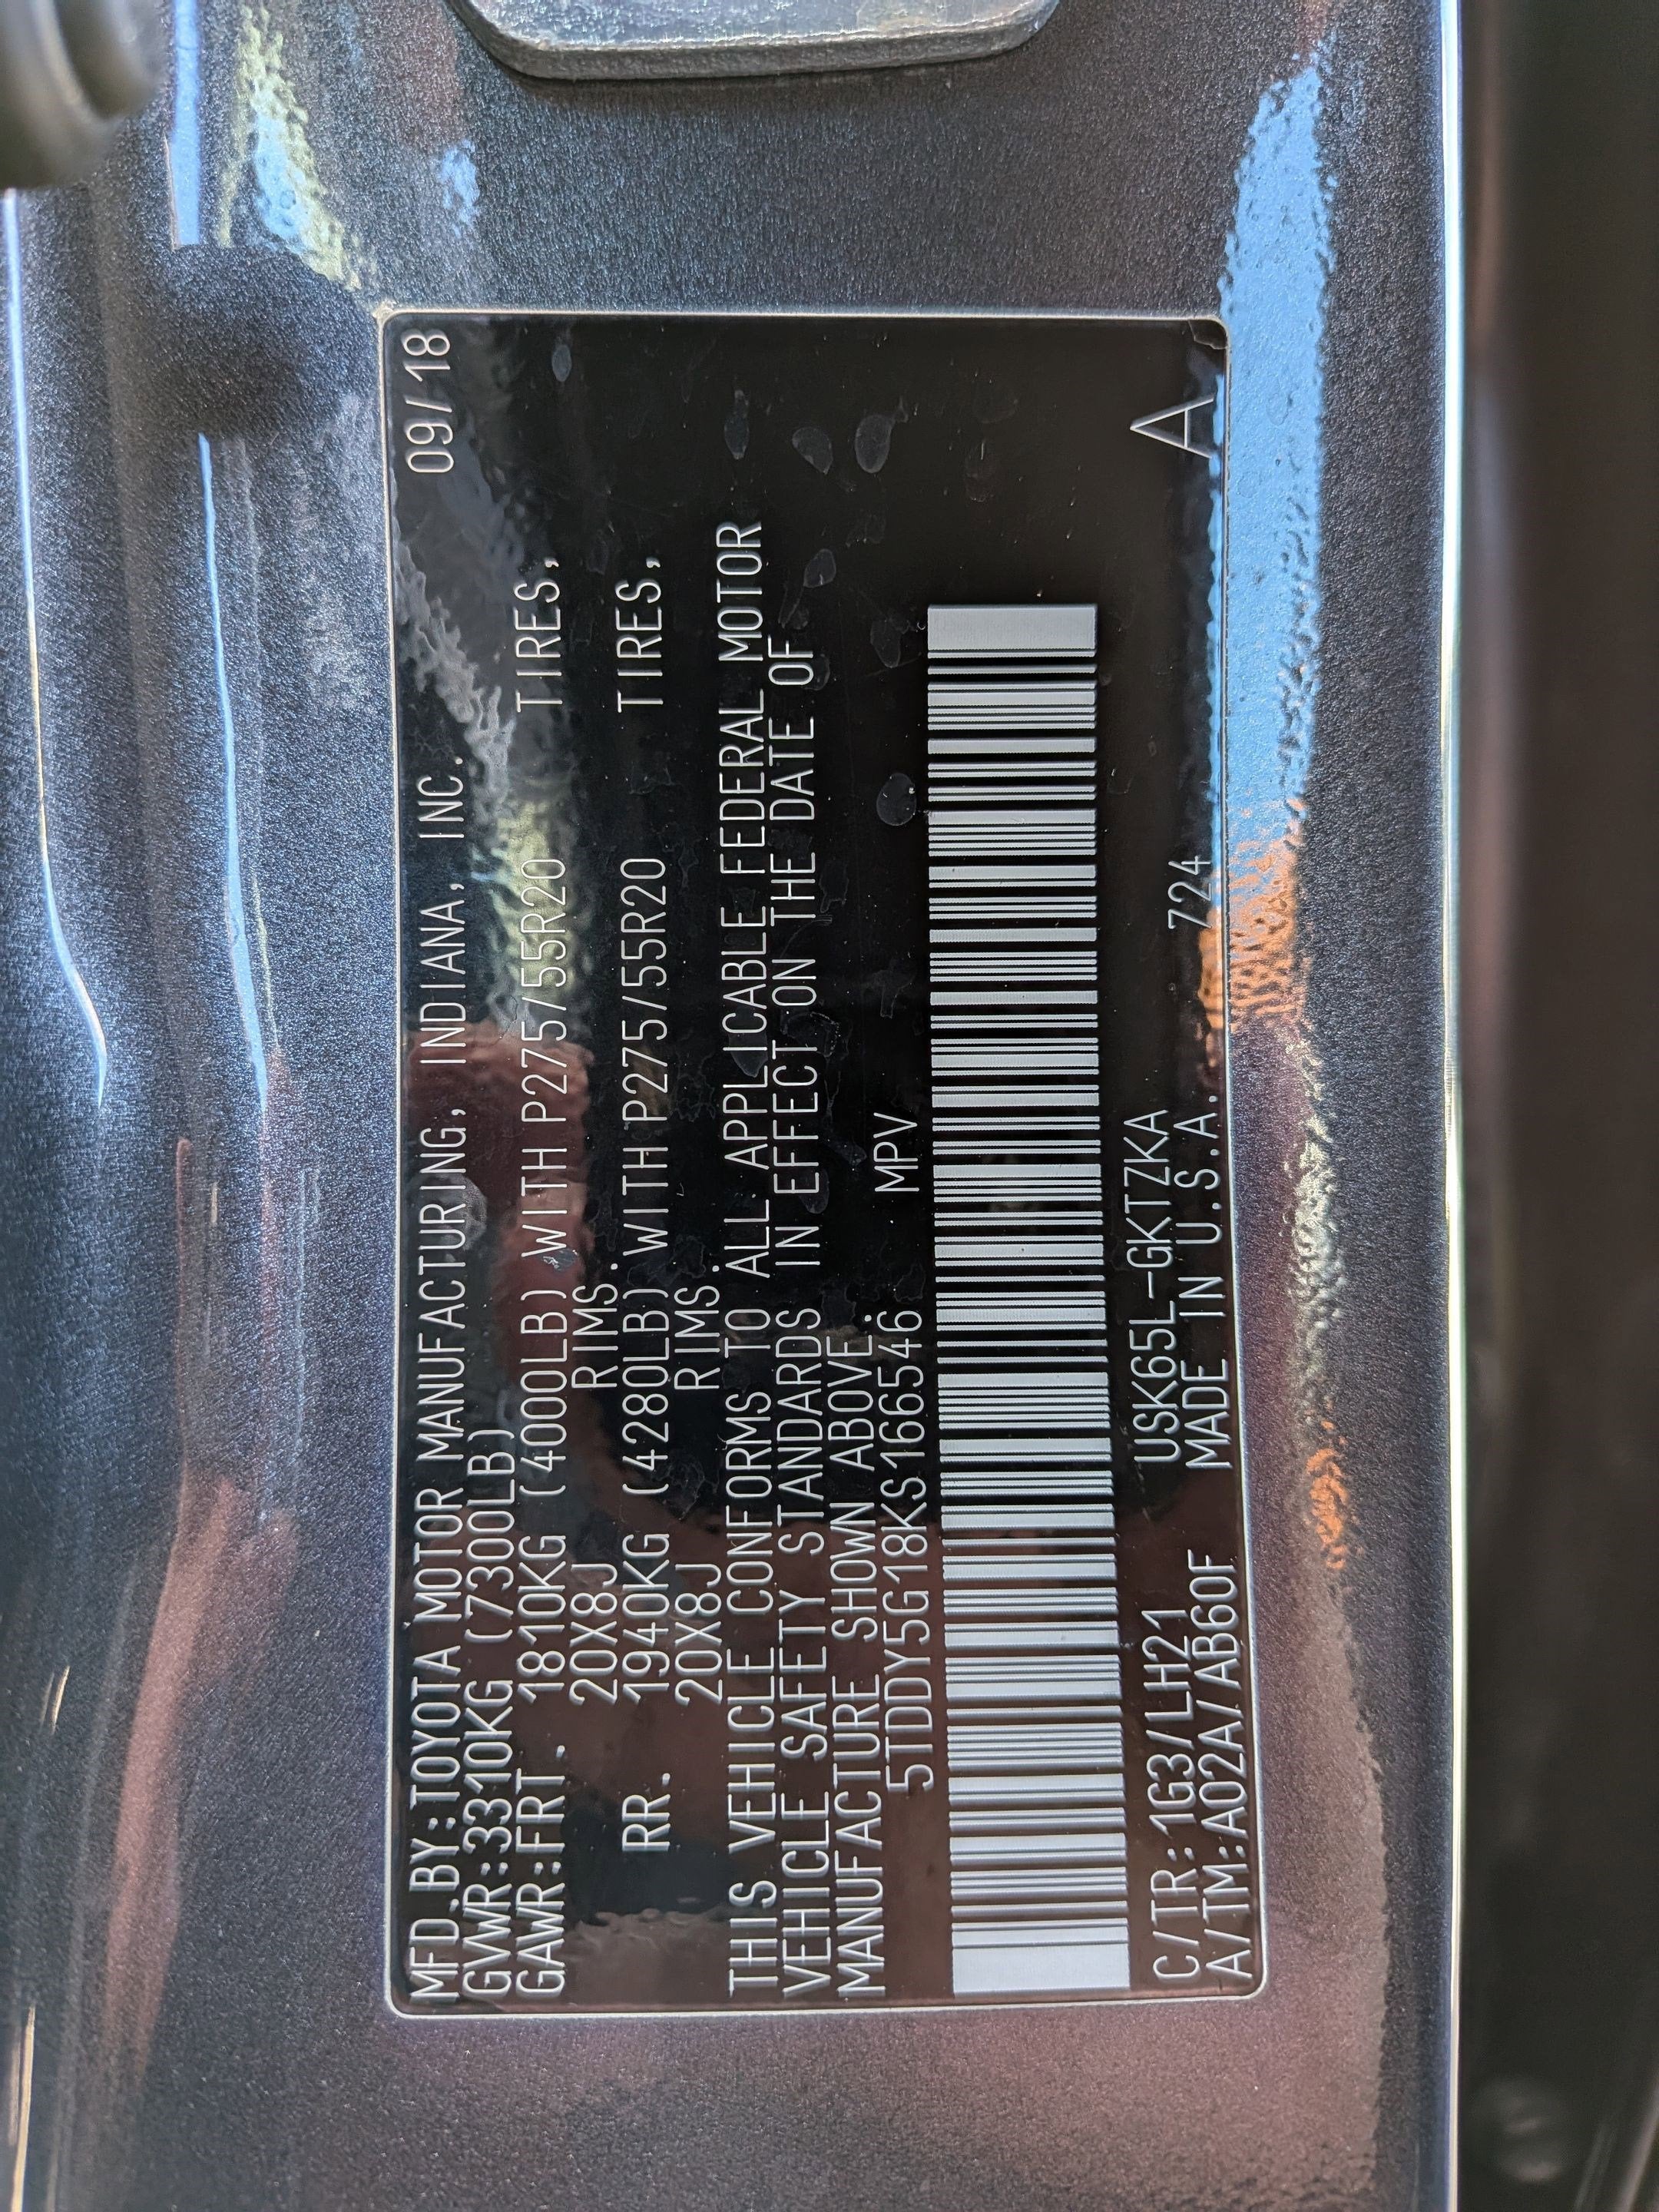 MFD.BY:TOYOTA MOTOR MANUFACTURING, INDIANA, INC. 09/18
GVWR:3310KG (7300LB)
GAWR:FRT. 1810KG (4000LB) WITH P275/55R20 TIRES,
20X8J RIMS.
RR. 1940KG (4280LB) WITH P275/55R20 TIRES,
20X8J RIMS.
THIS VEHICLE CONFORMS TO ALL APPLICABLE FEDERAL MOTOR
VEHICLE SAFETY STANDARDS IN EFFECT ON THE DATE OF
MANUFACTURE SHOWN ABOVE.
5TDDY5G18KS166546 MPV
C/TR:1G3/LH21 USK65L-GKTZKA
A/TM:A02A/AB60F MADE IN U.S.A. Z24 A